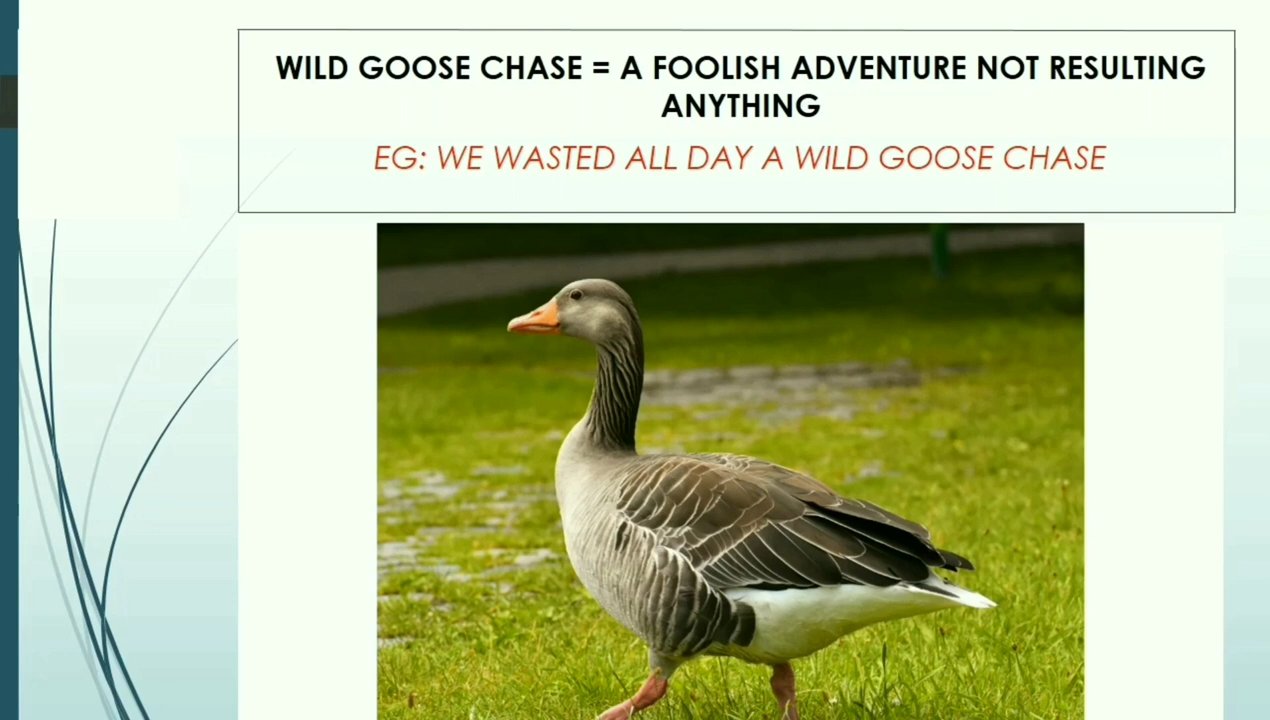 WILD GOOSE CHASE = A FOOLISH ADVENTURE NOT RESULTING
ANYTHING
EG: WE WASTED ALL DAY A WILD GOOSE CHASE